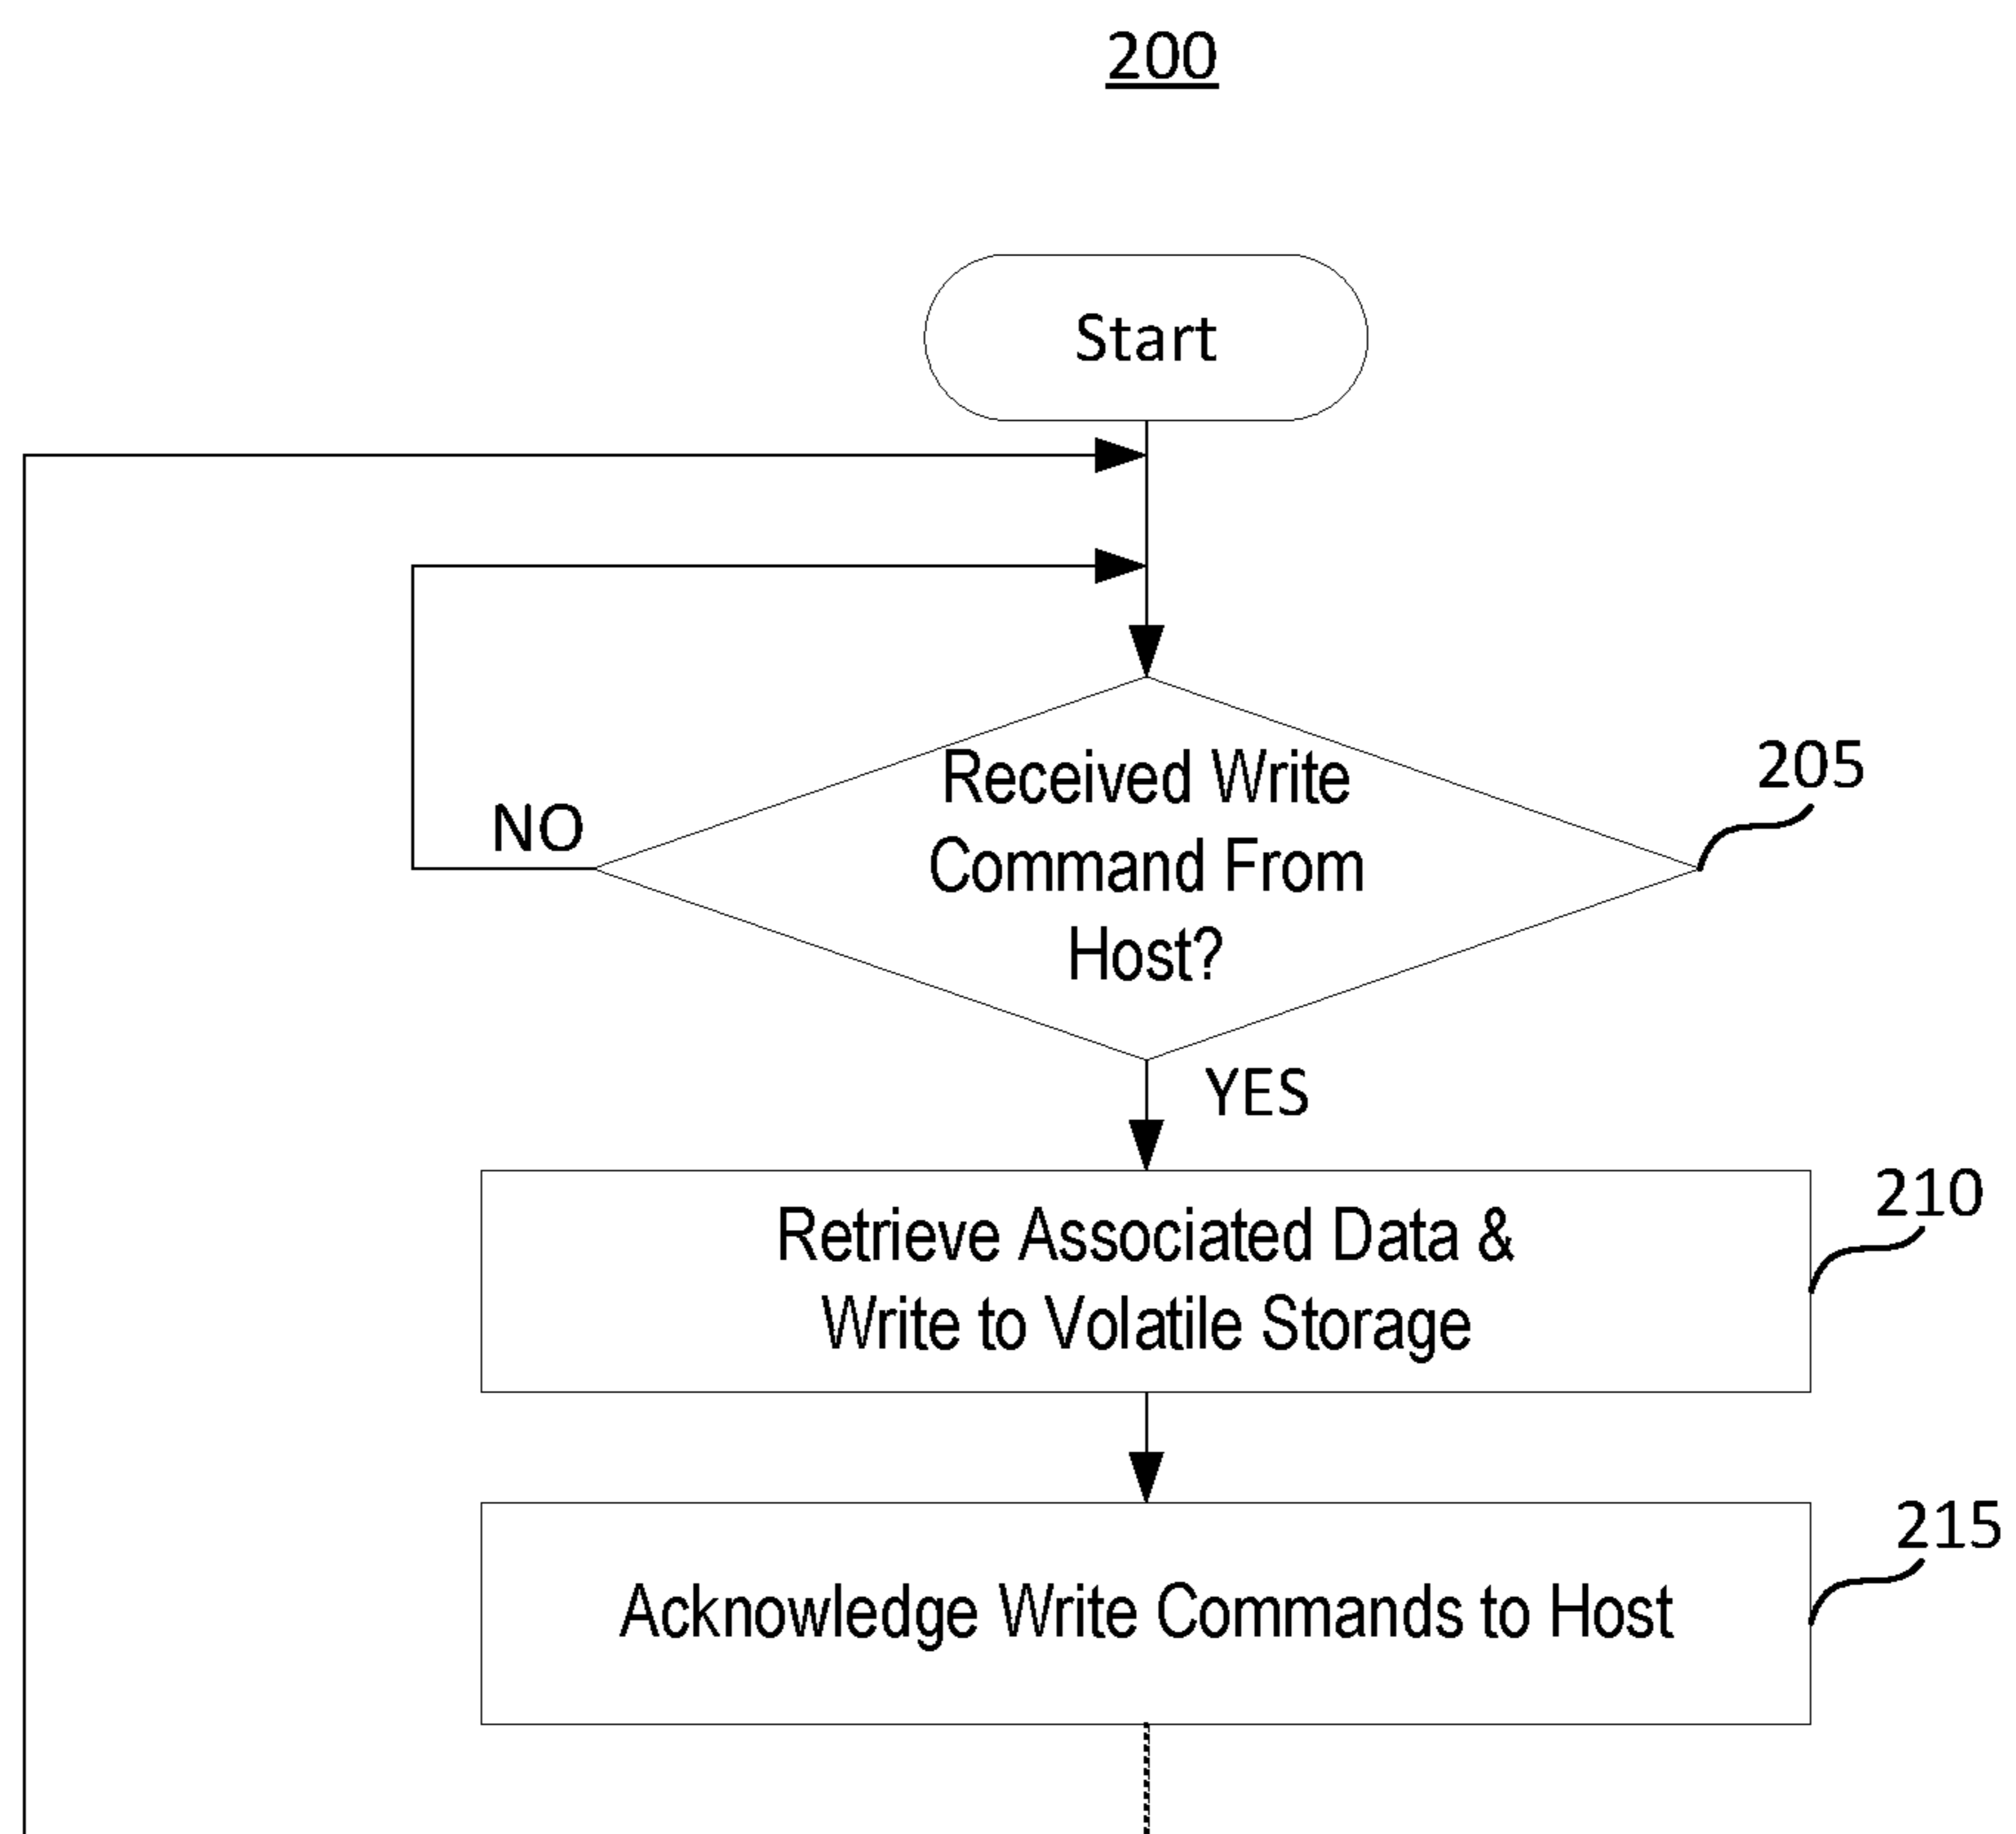 200
Start
Received Write
Command From
Host?
205
NO
YES
Retrieve Associated Data &
Write to Volatile Storage
210
Acknowledge Write Commands to Host
215